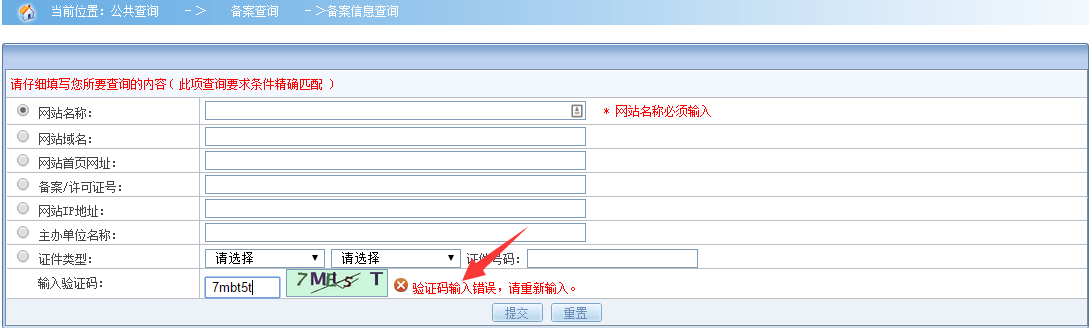 当前位置：公共查询 －＞ 备案查询 －＞备案信息查询
请仔细填写您所要查询的内容（ 此项查询要求条件精确匹配 ）
网站名称： * 网站名称必须输入
网站域名：
网站首页网址：
备案/许可证号：
网站IP地址：
主办单位名称：
证件类型： 请选择 请选择 证件号码：
输入验证码： 7mbt5t 验证码输入错误，请重新输入。
提交 重置